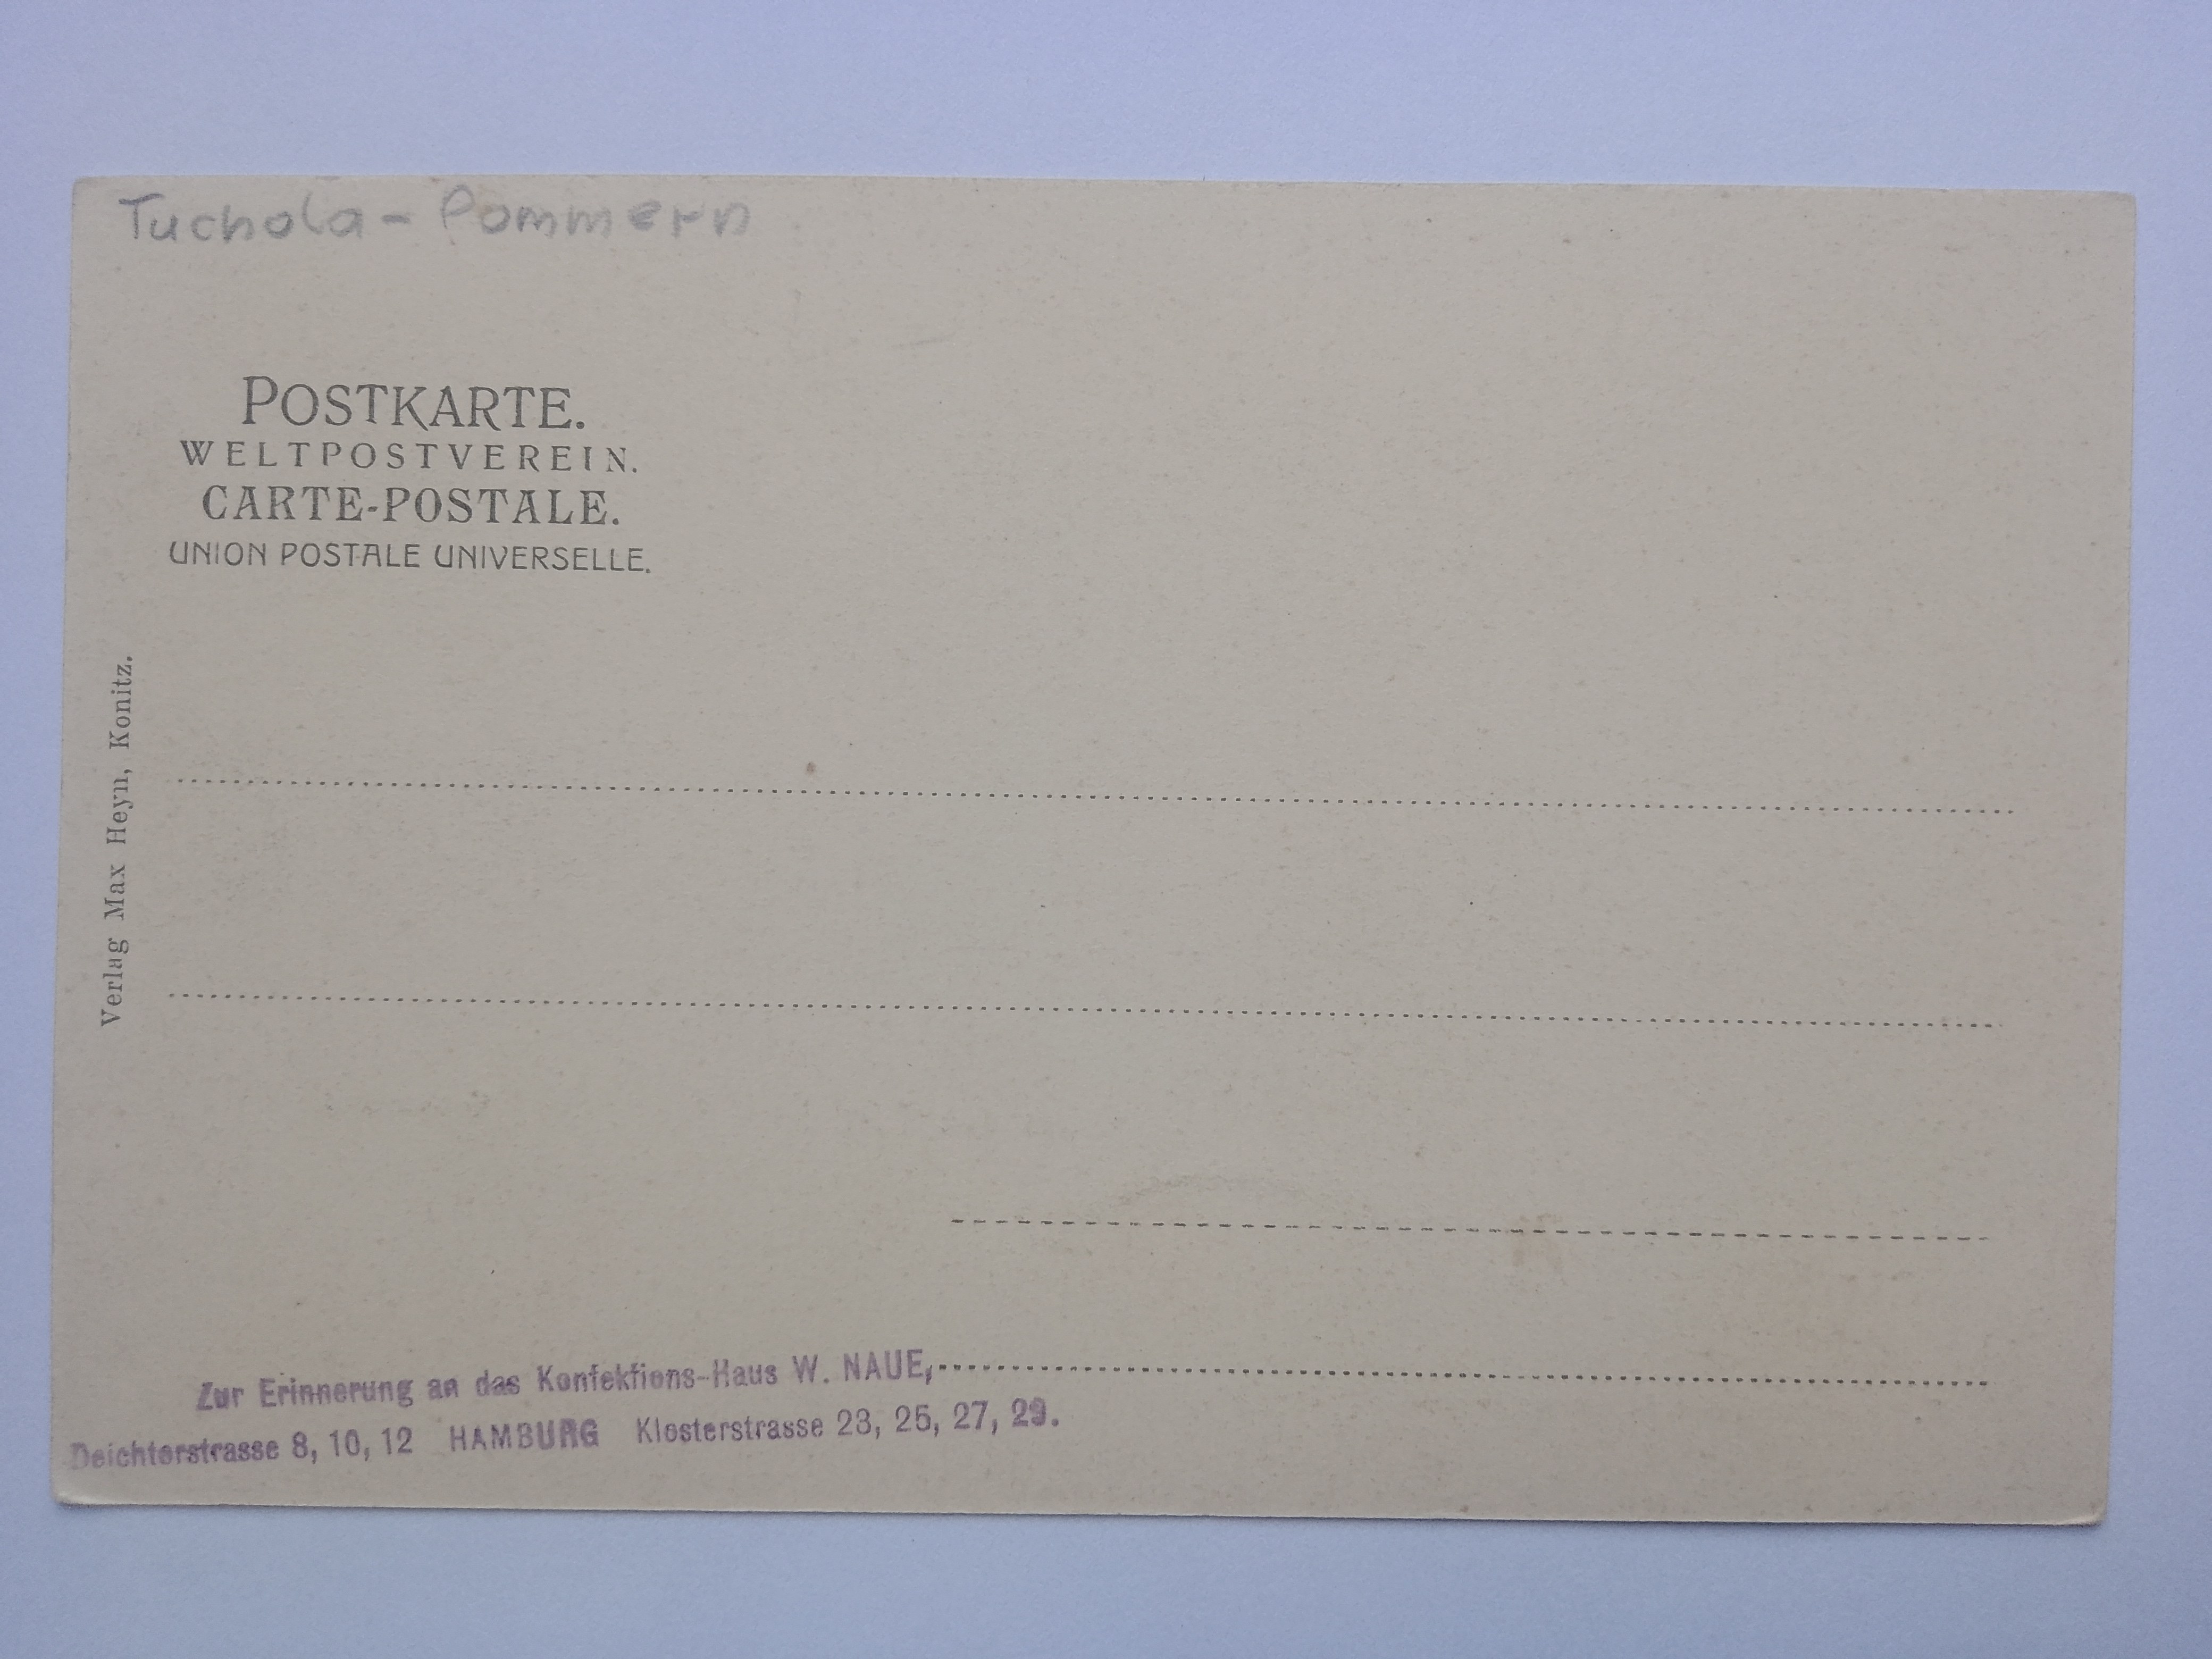 Tuchola - Pommern
POSTKARTE.
WELTPOSTVEREIN.
CARTE-POSTALE.
UNION POSTALE UNIVERSELLE.
Verlag Max Heyn, Konitz.
Zur Erinnerung an das Konfektions-Haus W. NAUE,
Deichtorstrasse 8, 10, 12 HAMBURG Klosterstrasse 23, 25, 27, 29.